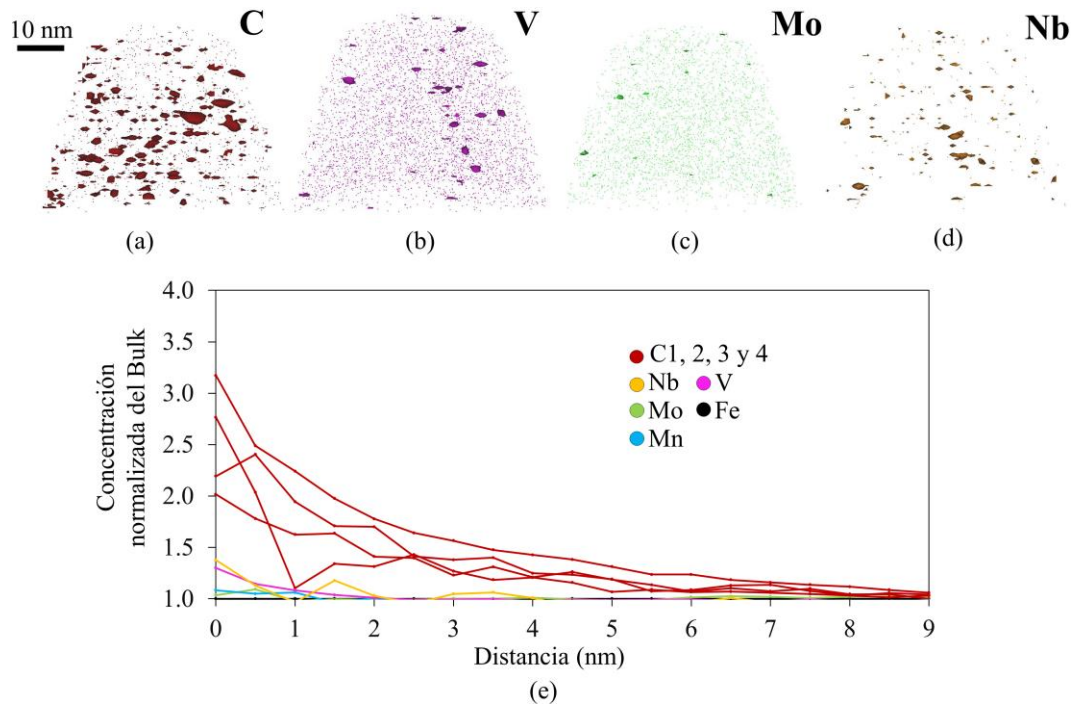 10 nm
C
V
Mo
Nb
(a)
(b)
(c)
(d)
Concentración
normalizada del Bulk
4.0
3.5
3.0
2.5
2.0
1.5
1.0
C1, 2, 3 y 4
Nb V
Mo Fe
Mn
0 1 2 3 4 5 6 7 8 9
Distancia (nm)
(e)